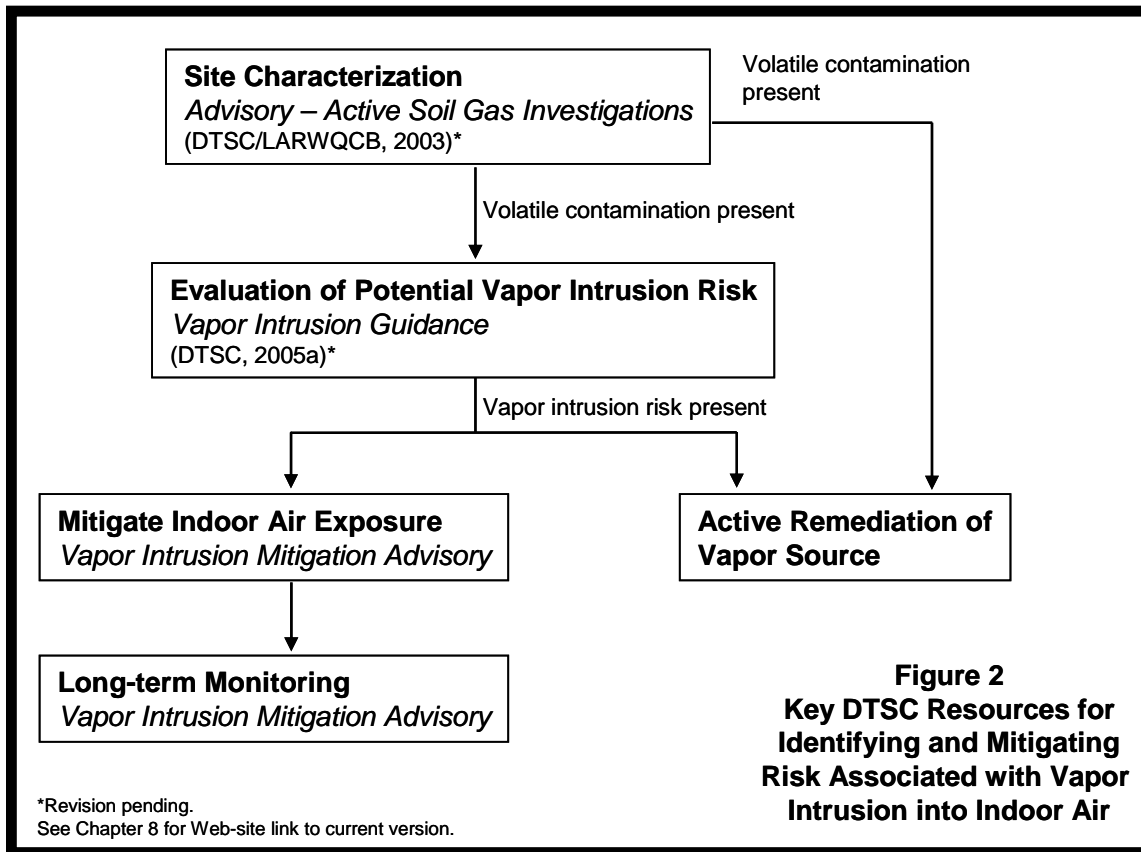 Site Characterization
Advisory – Active Soil Gas Investigations
(DTSC/LARWQCB, 2003)*
Volatile contamination
present
Volatile contamination present
Evaluation of Potential Vapor Intrusion Risk
Vapor Intrusion Guidance
(DTSC, 2005a)*
Vapor intrusion risk present
Mitigate Indoor Air Exposure
Vapor Intrusion Mitigation Advisory
Active Remediation of
Vapor Source
Long-term Monitoring
Vapor Intrusion Mitigation Advisory
Figure 2
Key DTSC Resources for
Identifying and Mitigating
Risk Associated with Vapor
Intrusion into Indoor Air
*Revision pending.
See Chapter 8 for Web-site link to current version.